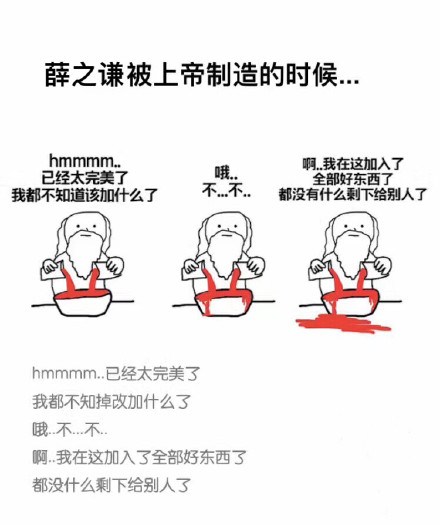 薛之谦被上帝制造的时候...
hmmmm..
已经太完美了
我都不知道该加什么了
哦..
不...不..
啊..我在这加入了
全部好东西了
都没有什么剩下给别人了
hmmmm..已经太完美了
我都不知掉改加什么了
哦..不...不..
啊..我在这加入了全部好东西了
都没什么剩下给别人了